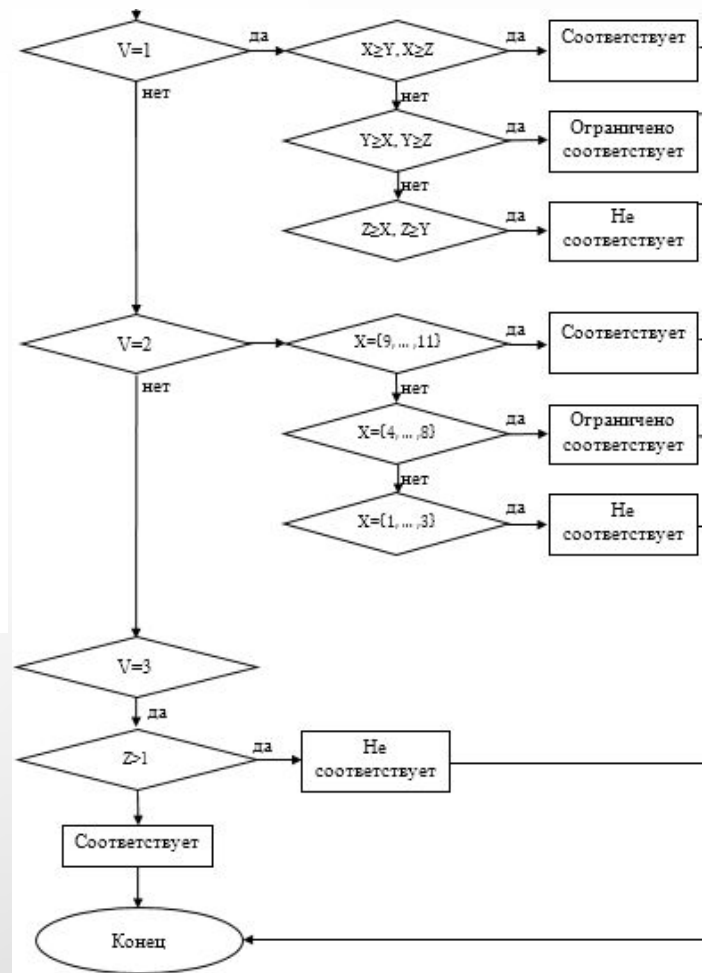 V=1
да
X≥Y, X≥Z
да
Соответствует
нет
нет
Y≥X, Y≥Z
да
Ограничено
соответствует
нет
Z≥X, Z≥Y
да
Не
соответствует
V=2
X={9, ... ,11}
да
Соответствует
нет
нет
X={4, ... ,8}
да
Ограничено
соответствует
нет
X={1, ... ,3}
да
Не
соответствует
V=3
да
Z>1
да
Не
соответствует
Соответствует
Конец